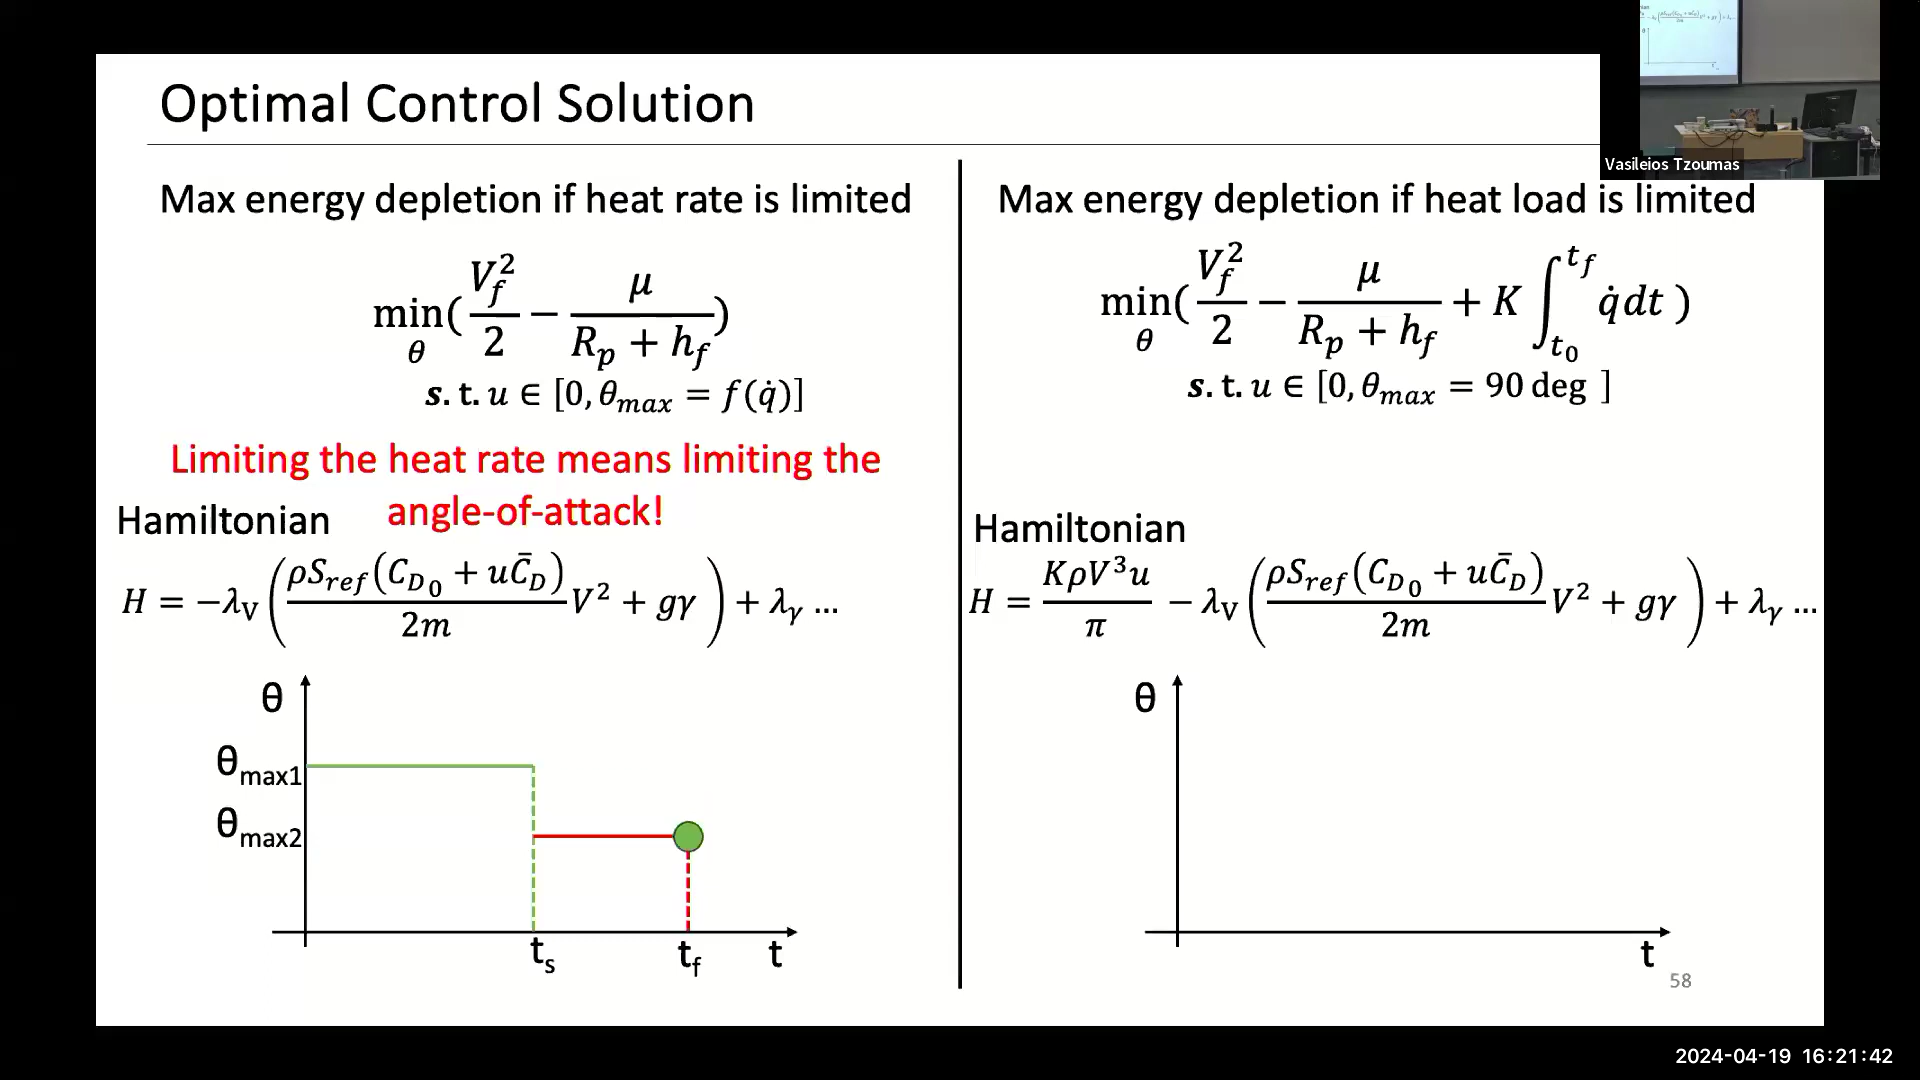 Optimal Control Solution
Vasileios Tzoumas
Max energy depletion if heat rate is limited
min_θ ( V_f^2 / 2 − μ / (R_p + h_f) )
s.t. u ∈ [0, θ_max = f(q̇)]
Limiting the heat rate means limiting the
angle-of-attack!
Hamiltonian
H = −λ_V ( ρS_ref(C_D_0 + uC̄_D) / 2m V^2 + gγ ) + λ_γ ...
θ
θ_max1
θ_max2
t_s
t_f
t
Max energy depletion if heat load is limited
min_θ ( V_f^2 / 2 − μ / (R_p + h_f) + K ∫_{t_0}^{t_f} q̇dt )
s.t. u ∈ [0, θ_max = 90 deg ]
Hamiltonian
H = KρV^3u / π − λ_V ( ρS_ref(C_D_0 + uC̄_D) / 2m V^2 + gγ ) + λ_γ ...
θ
t
58
2024-04-19 16:21:42